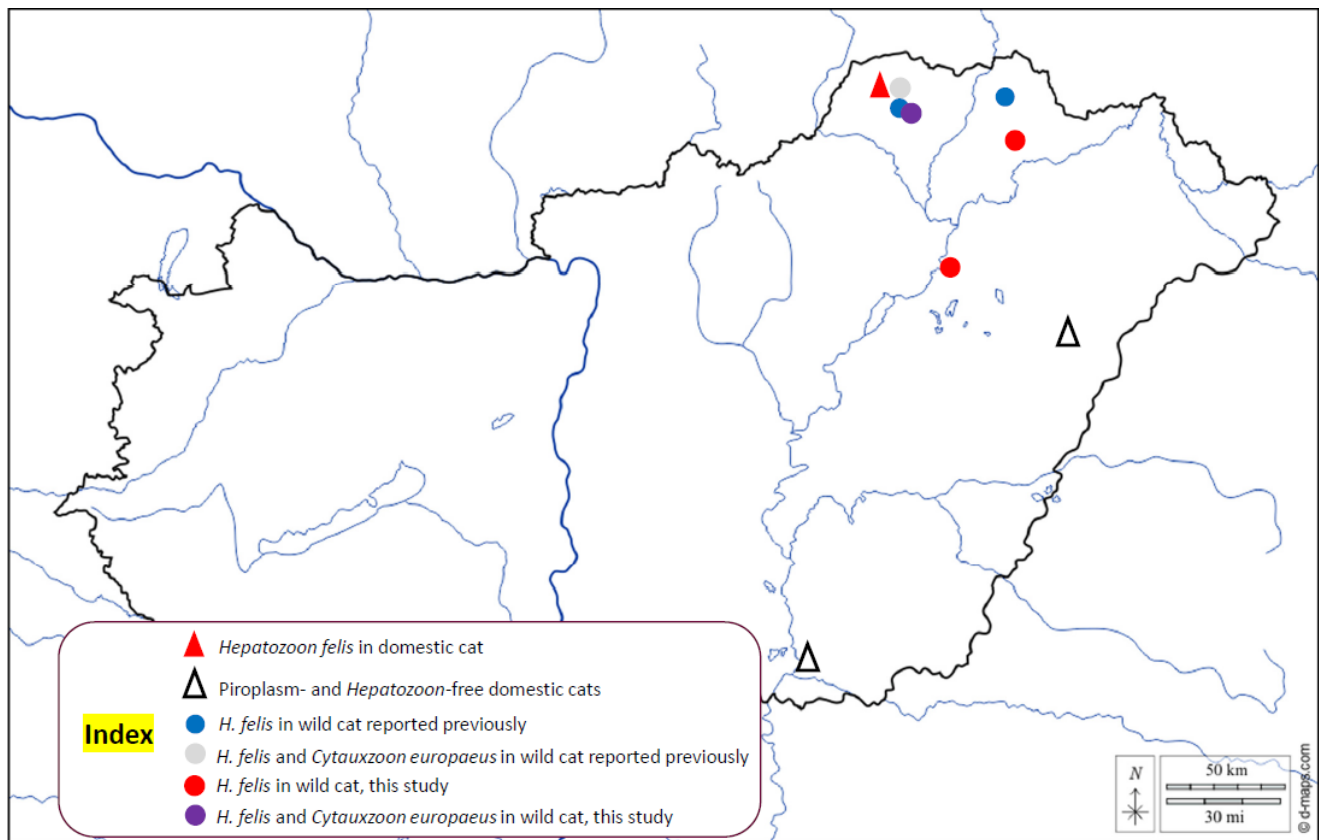 Hepatozoon felis in domestic cat
Piroplasm- and Hepatozoon-free domestic cats
Index
H. felis in wild cat reported previously
H. felis and Cytauxzoon europaeus in wild cat reported previously
H. felis in wild cat, this study
H. felis and Cytauxzoon europaeus in wild cat, this study
N
50 km
30 mi
© d-maps.com